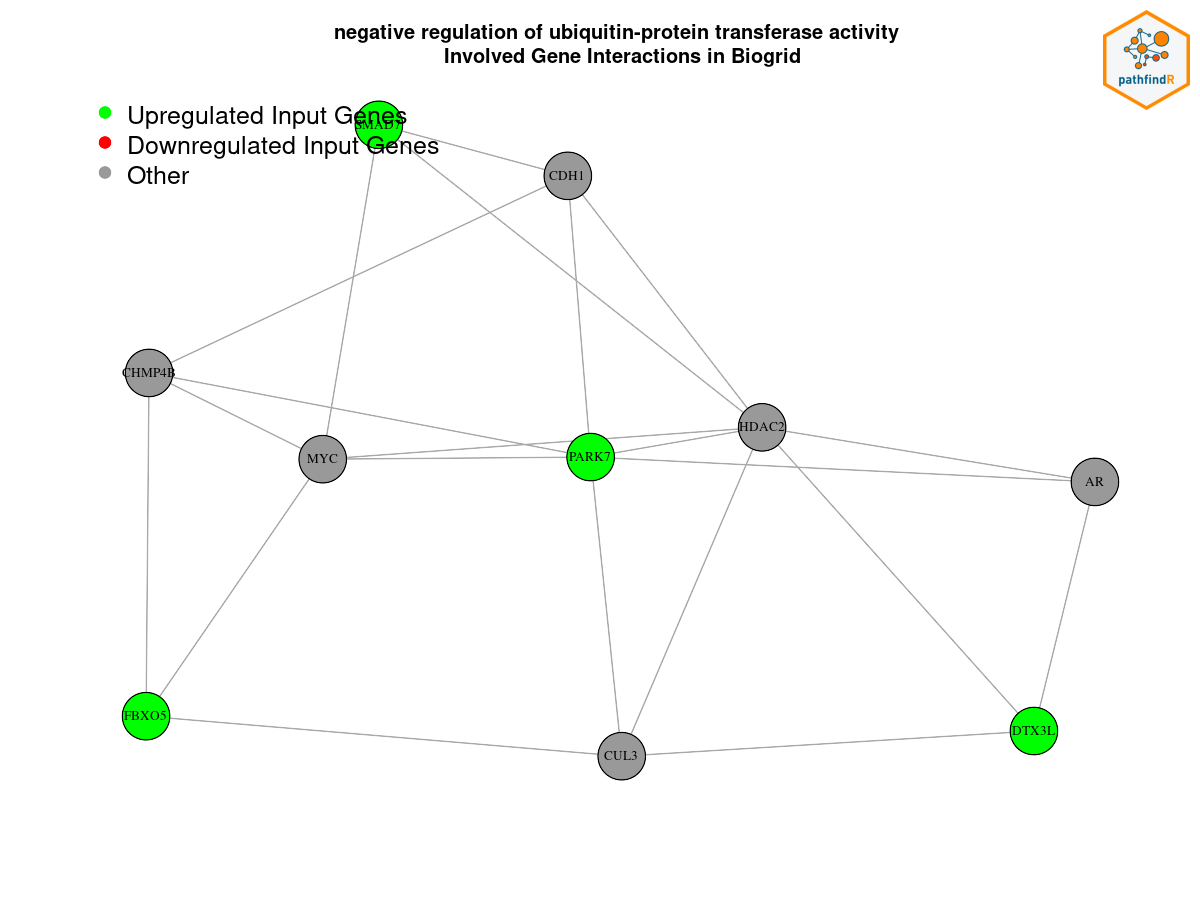 negative regulation of ubiquitin-protein transferase activity
Involved Gene Interactions in Biogrid
pathfindR
Upregulated Input Genes
Downregulated Input Genes
Other
SMAD7
CDH1
CHMP4B
HDAC2
MYC
PARK7
AR
FBXO5
DTX3L
CUL3